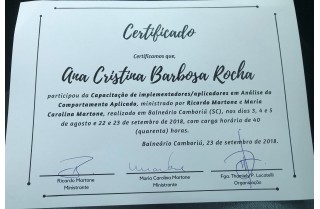 Certificado
Certificamos que,
Ana Cristina Barbosa Rocha
participou da Capacitação de implementadores/aplicadores em Análise do
Comportamento Aplicada, ministrado por Ricardo Martone e Maria
Carolina Martone, realizada em Balneário Camboriú (SC), nos dias 3, 4 e 5
de agosto e 22 e 23 de setembro de 2018, com carga horária de 40
(quarenta) horas.
Balneário Camboriú, 23 de setembro de 2018.
Ricardo Martone
Ministrante
Maria Carolina Martone
Ministrante
Fga. P. Lucatelli
Organização